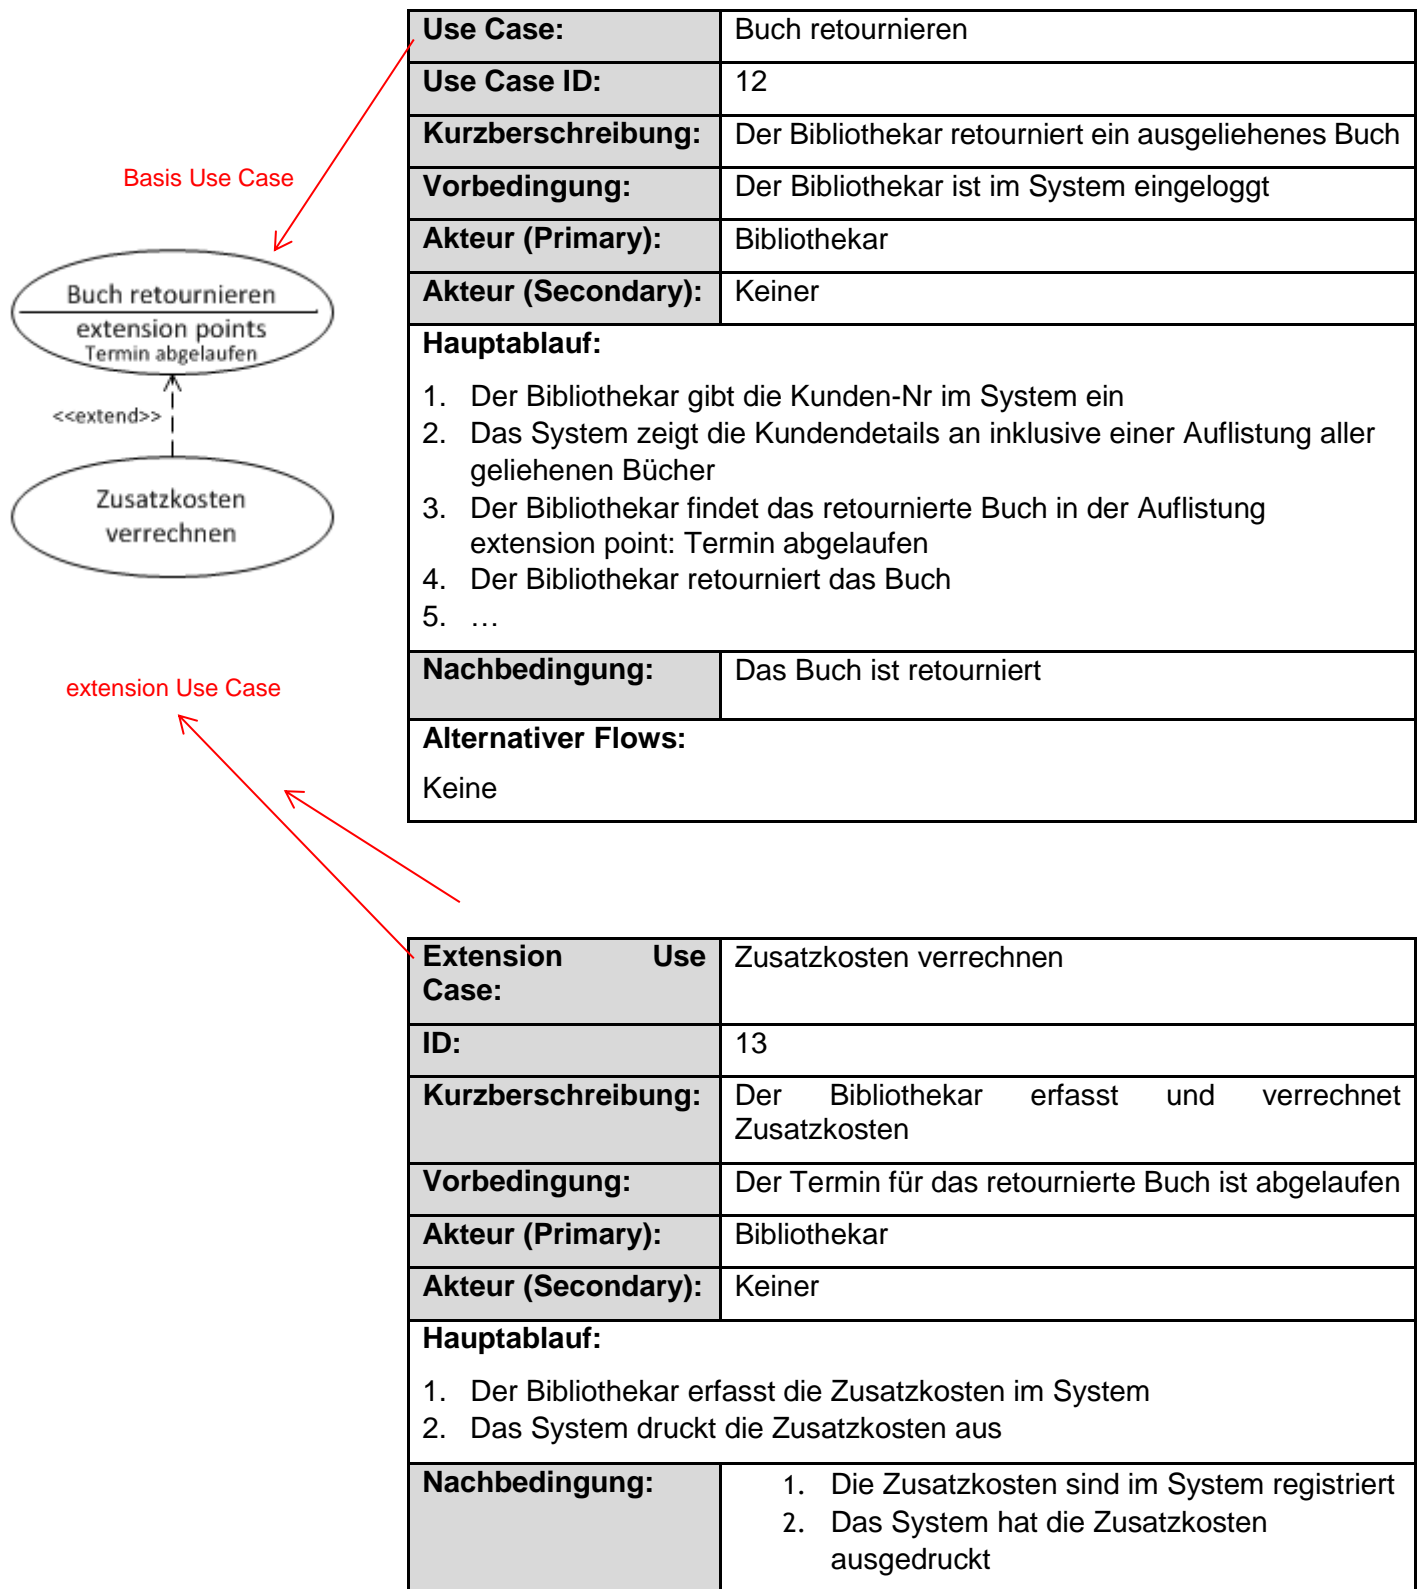 Basis Use Case
Buch retournieren
extension points
Termin abgelaufen
<<extend>>
Zusatzkosten
verrechnen
extension Use Case
Use Case: Buch retournieren
Use Case ID: 12
Kurzberschreibung: Der Bibliothekar retourniert ein ausgeliehenes Buch
Vorbedingung: Der Bibliothekar ist im System eingeloggt
Akteur (Primary): Bibliothekar
Akteur (Secondary): Keiner
Hauptablauf:
1. Der Bibliothekar gibt die Kunden-Nr im System ein
2. Das System zeigt die Kundendetails an inklusive einer Auflistung aller
geliehenen Bücher
3. Der Bibliothekar findet das retournierte Buch in der Auflistung
extension point: Termin abgelaufen
4. Der Bibliothekar retourniert das Buch
5. …
Nachbedingung: Das Buch ist retourniert
Alternativer Flows:
Keine
Extension Use Zusatzkosten verrechnen
Case:
ID: 13
Kurzberschreibung: Der Bibliothekar erfasst und verrechnet
Zusatzkosten
Vorbedingung: Der Termin für das retournierte Buch ist abgelaufen
Akteur (Primary): Bibliothekar
Akteur (Secondary): Keiner
Hauptablauf:
1. Der Bibliothekar erfasst die Zusatzkosten im System
2. Das System druckt die Zusatzkosten aus
Nachbedingung: 1. Die Zusatzkosten sind im System registriert
2. Das System hat die Zusatzkosten
ausgedruckt